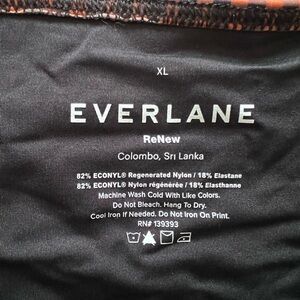 XL
EVERLANE
ReNew
Colombo, Sri Lanka
82% ECONYL® Regenerated Nylon / 18% Elastane
82% ECONYL® Nylon régénérée / 18% Elasthanne
Machine Wash Cold With Like Colors.
Do Not Bleach. Hang To Dry.
Cool Iron If Needed. Do Not Iron On Print.
RN# 139393